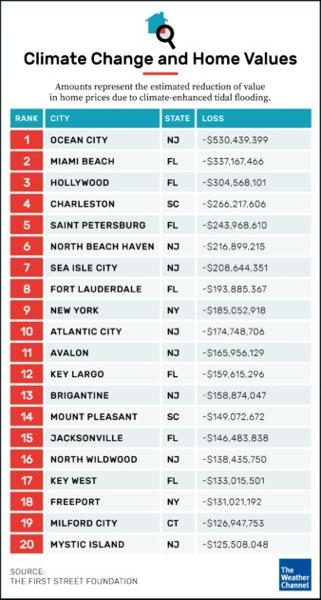 Climate Change and Home Values
Amounts represent the estimated reduction of value
in home prices due to climate-enhanced tidal flooding.
RANK CITY STATE LOSS
1 OCEAN CITY NJ -$530,439,399
2 MIAMI BEACH FL -$337,167,466
3 HOLLYWOOD FL -$304,568,101
4 CHARLESTON SC -$266,217,606
5 SAINT PETERSBURG FL -$243,968,610
6 NORTH BEACH HAVEN NJ -$216,899,215
7 SEA ISLE CITY NJ -$208,644,351
8 FORT LAUDERDALE FL -$193,885,367
9 NEW YORK NY -$185,052,918
10 ATLANTIC CITY NJ -$174,748,706
11 AVALON NJ -$165,956,129
12 KEY LARGO FL -$159,615,296
13 BRIGANTINE NJ -$158,874,047
14 MOUNT PLEASANT SC -$149,072,672
15 JACKSONVILLE FL -$146,483,838
16 NORTH WILDWOOD NJ -$138,435,750
17 KEY WEST FL -$133,015,501
18 FREEPORT NY -$131,021,192
19 MILFORD CITY CT -$126,947,753
20 MYSTIC ISLAND NJ -$125,508,048
SOURCE:
THE FIRST STREET FOUNDATION
The
Weather
Channel